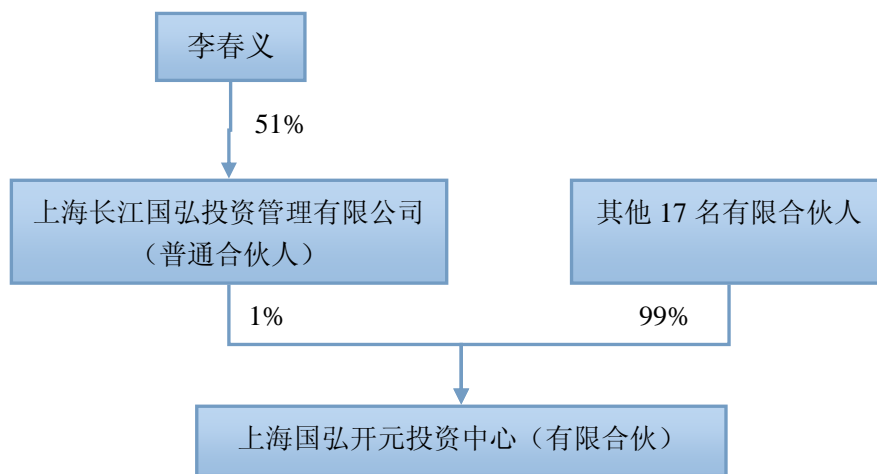 李春义
51%
上海长江国弘投资管理有限公司
（普通合伙人）
其他 17 名有限合伙人
1%
99%
上海国弘开元投资中心（有限合伙）